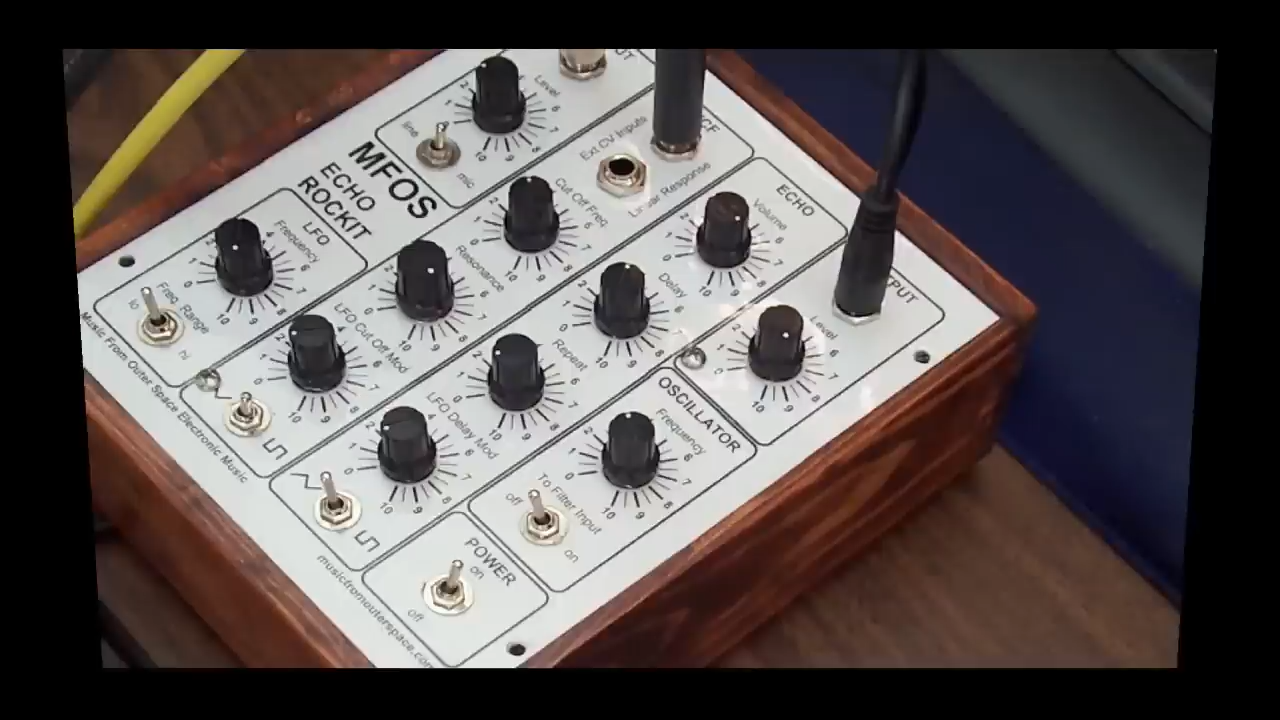 MFOS
ECHO
ROCKIT
Level
line
mic
Ext CV Inputs
Linear Response
Cut Off Freq
Resonance
LFO
Frequency
Freq Range
lo
hi
LFO Cut Off Mod
ECHO
Volume
Delay
Repeat
LFO Delay Mod
OUTPUT
Level
OSCILLATOR
Frequency
To Filter Input
off
on
POWER
on
off
Music From Outer Space Electronic Music
musicfromouterspace.com